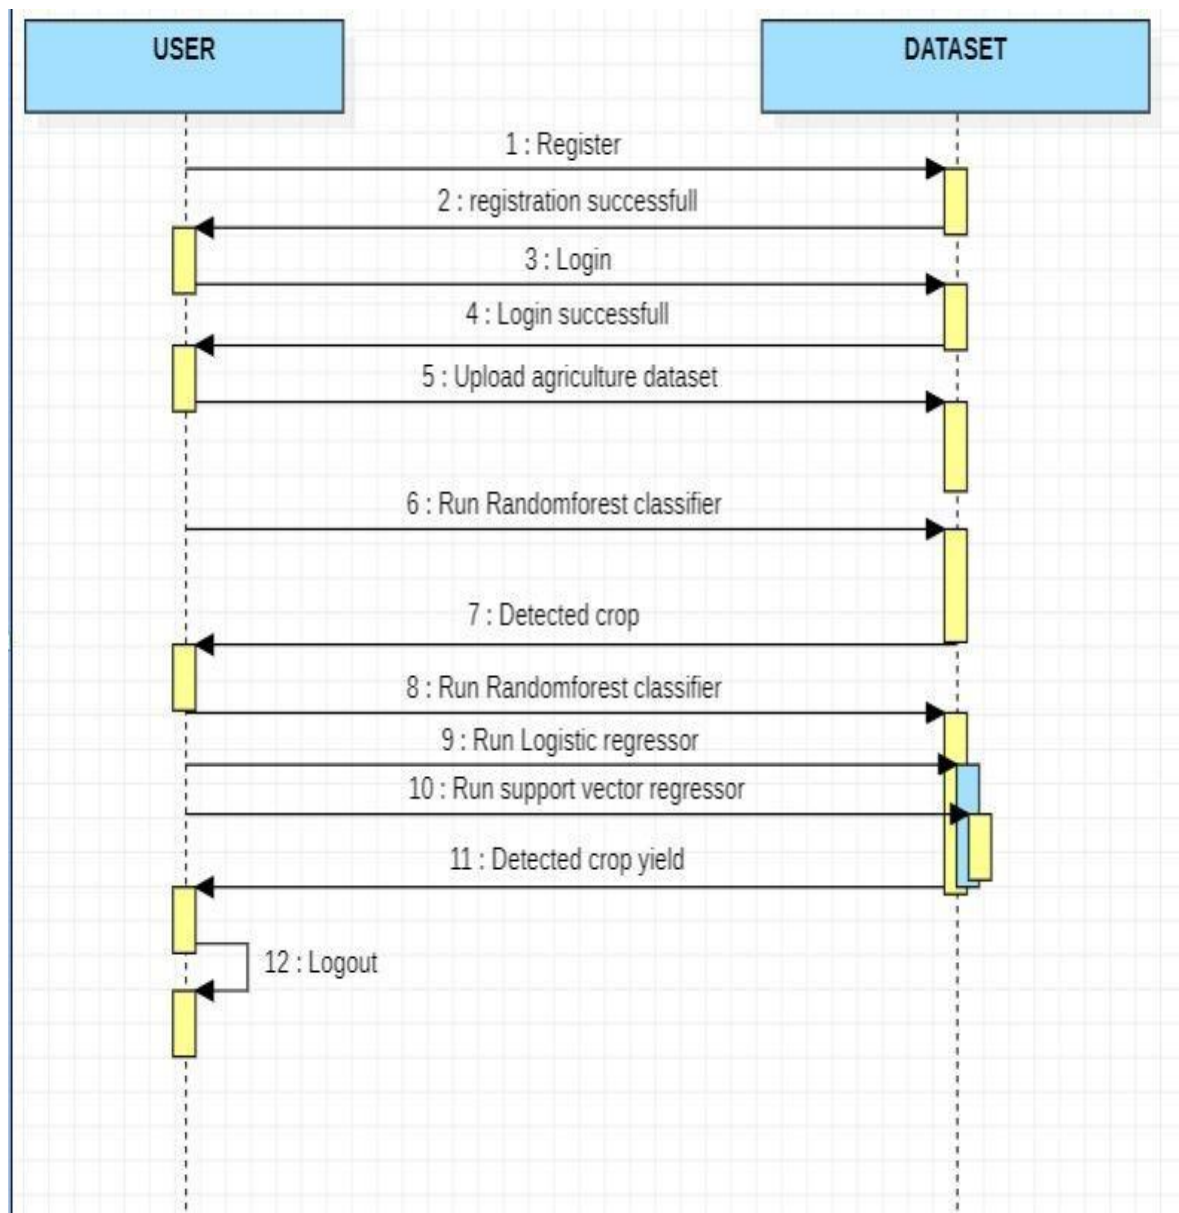 USER
DATASET
1 : Register
2 : registration successfull
3 : Login
4 : Login successfull
5 : Upload agriculture dataset
6 : Run Randomforest classifier
7 : Detected crop
8 : Run Randomforest classifier
9 : Run Logistic regressor
10 : Run support vector regressor
11 : Detected crop yield
12 : Logout